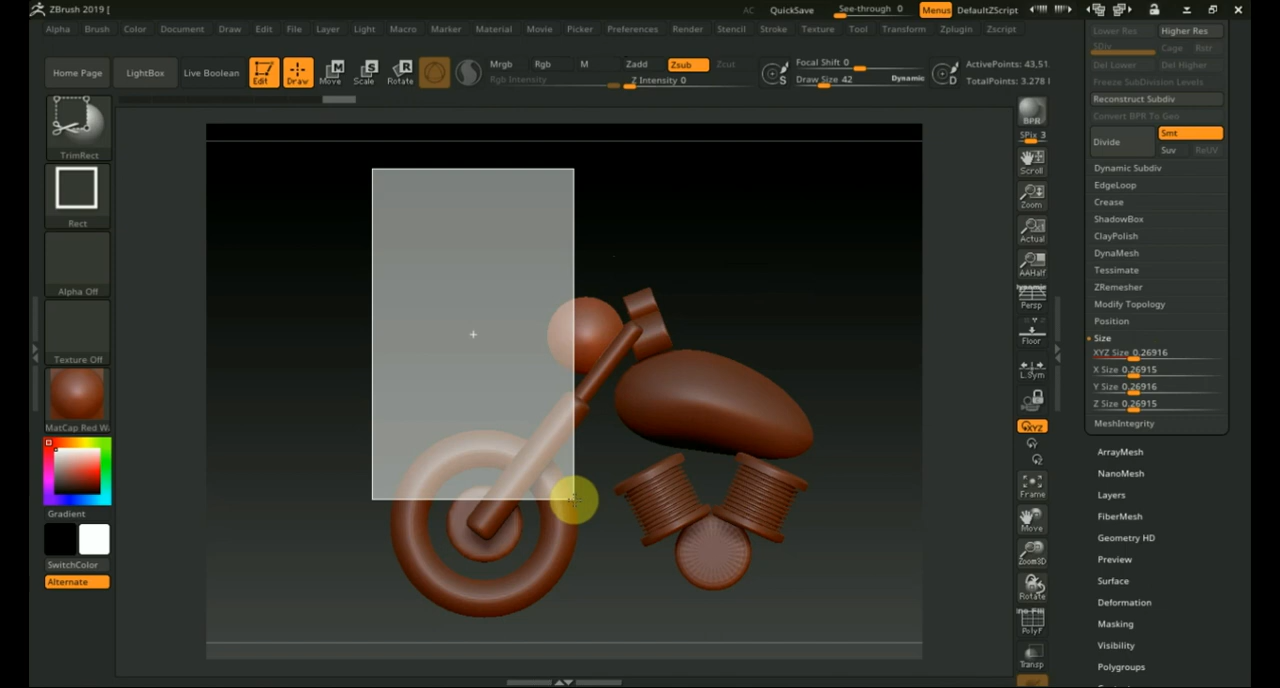 ZBrush 2019 [
AC QuickSave See-through 0 Menus DefaultZScript
Alpha Brush Color Document Draw Edit File Layer Light Macro Marker Material Movie Picker Preferences Render Stencil Stroke Texture Tool Transform Zplugin Zscript
Home Page LightBox Live Boolean Edit Draw Move Scale Rotate
Mrgb Rgb M Zadd Zsub Zcut
Rgb Intensity Z Intensity 0
S Focal Shift 0
Draw Size 42 Dynamic D
ActivePoints: 43,51
TotalPoints: 3.278
TrimRect
Rect
Alpha Off
Texture Off
MatCap Red W
Gradient
SwitchColor
Alternate
BPR
SPix 3
Scroll
Zoom
Actual
AAHalf
Dynamic
Persp
Floor
L.Sym
XYZ
Y
Z
Frame
Move
Zoom3D
Rotate
PolyF
Transp
Lower Res Higher Res
SDiv Cage Rstr
Del Lower Del Higher
Freeze SubDivision Levels
Reconstruct Subdiv
Convert BPR To Geo
Divide Smt
Suv ReUV
Dynamic Subdiv
EdgeLoop
Crease
ShadowBox
ClayPolish
DynaMesh
Tessimate
ZRemesher
Modify Topology
Position
Size
XYZ Size 0.26916
X Size 0.26915
Y Size 0.26916
Z Size 0.26915
MeshIntegrity
ArrayMesh
NanoMesh
Layers
FiberMesh
Geometry HD
Preview
Surface
Deformation
Masking
Visibility
Polygroups